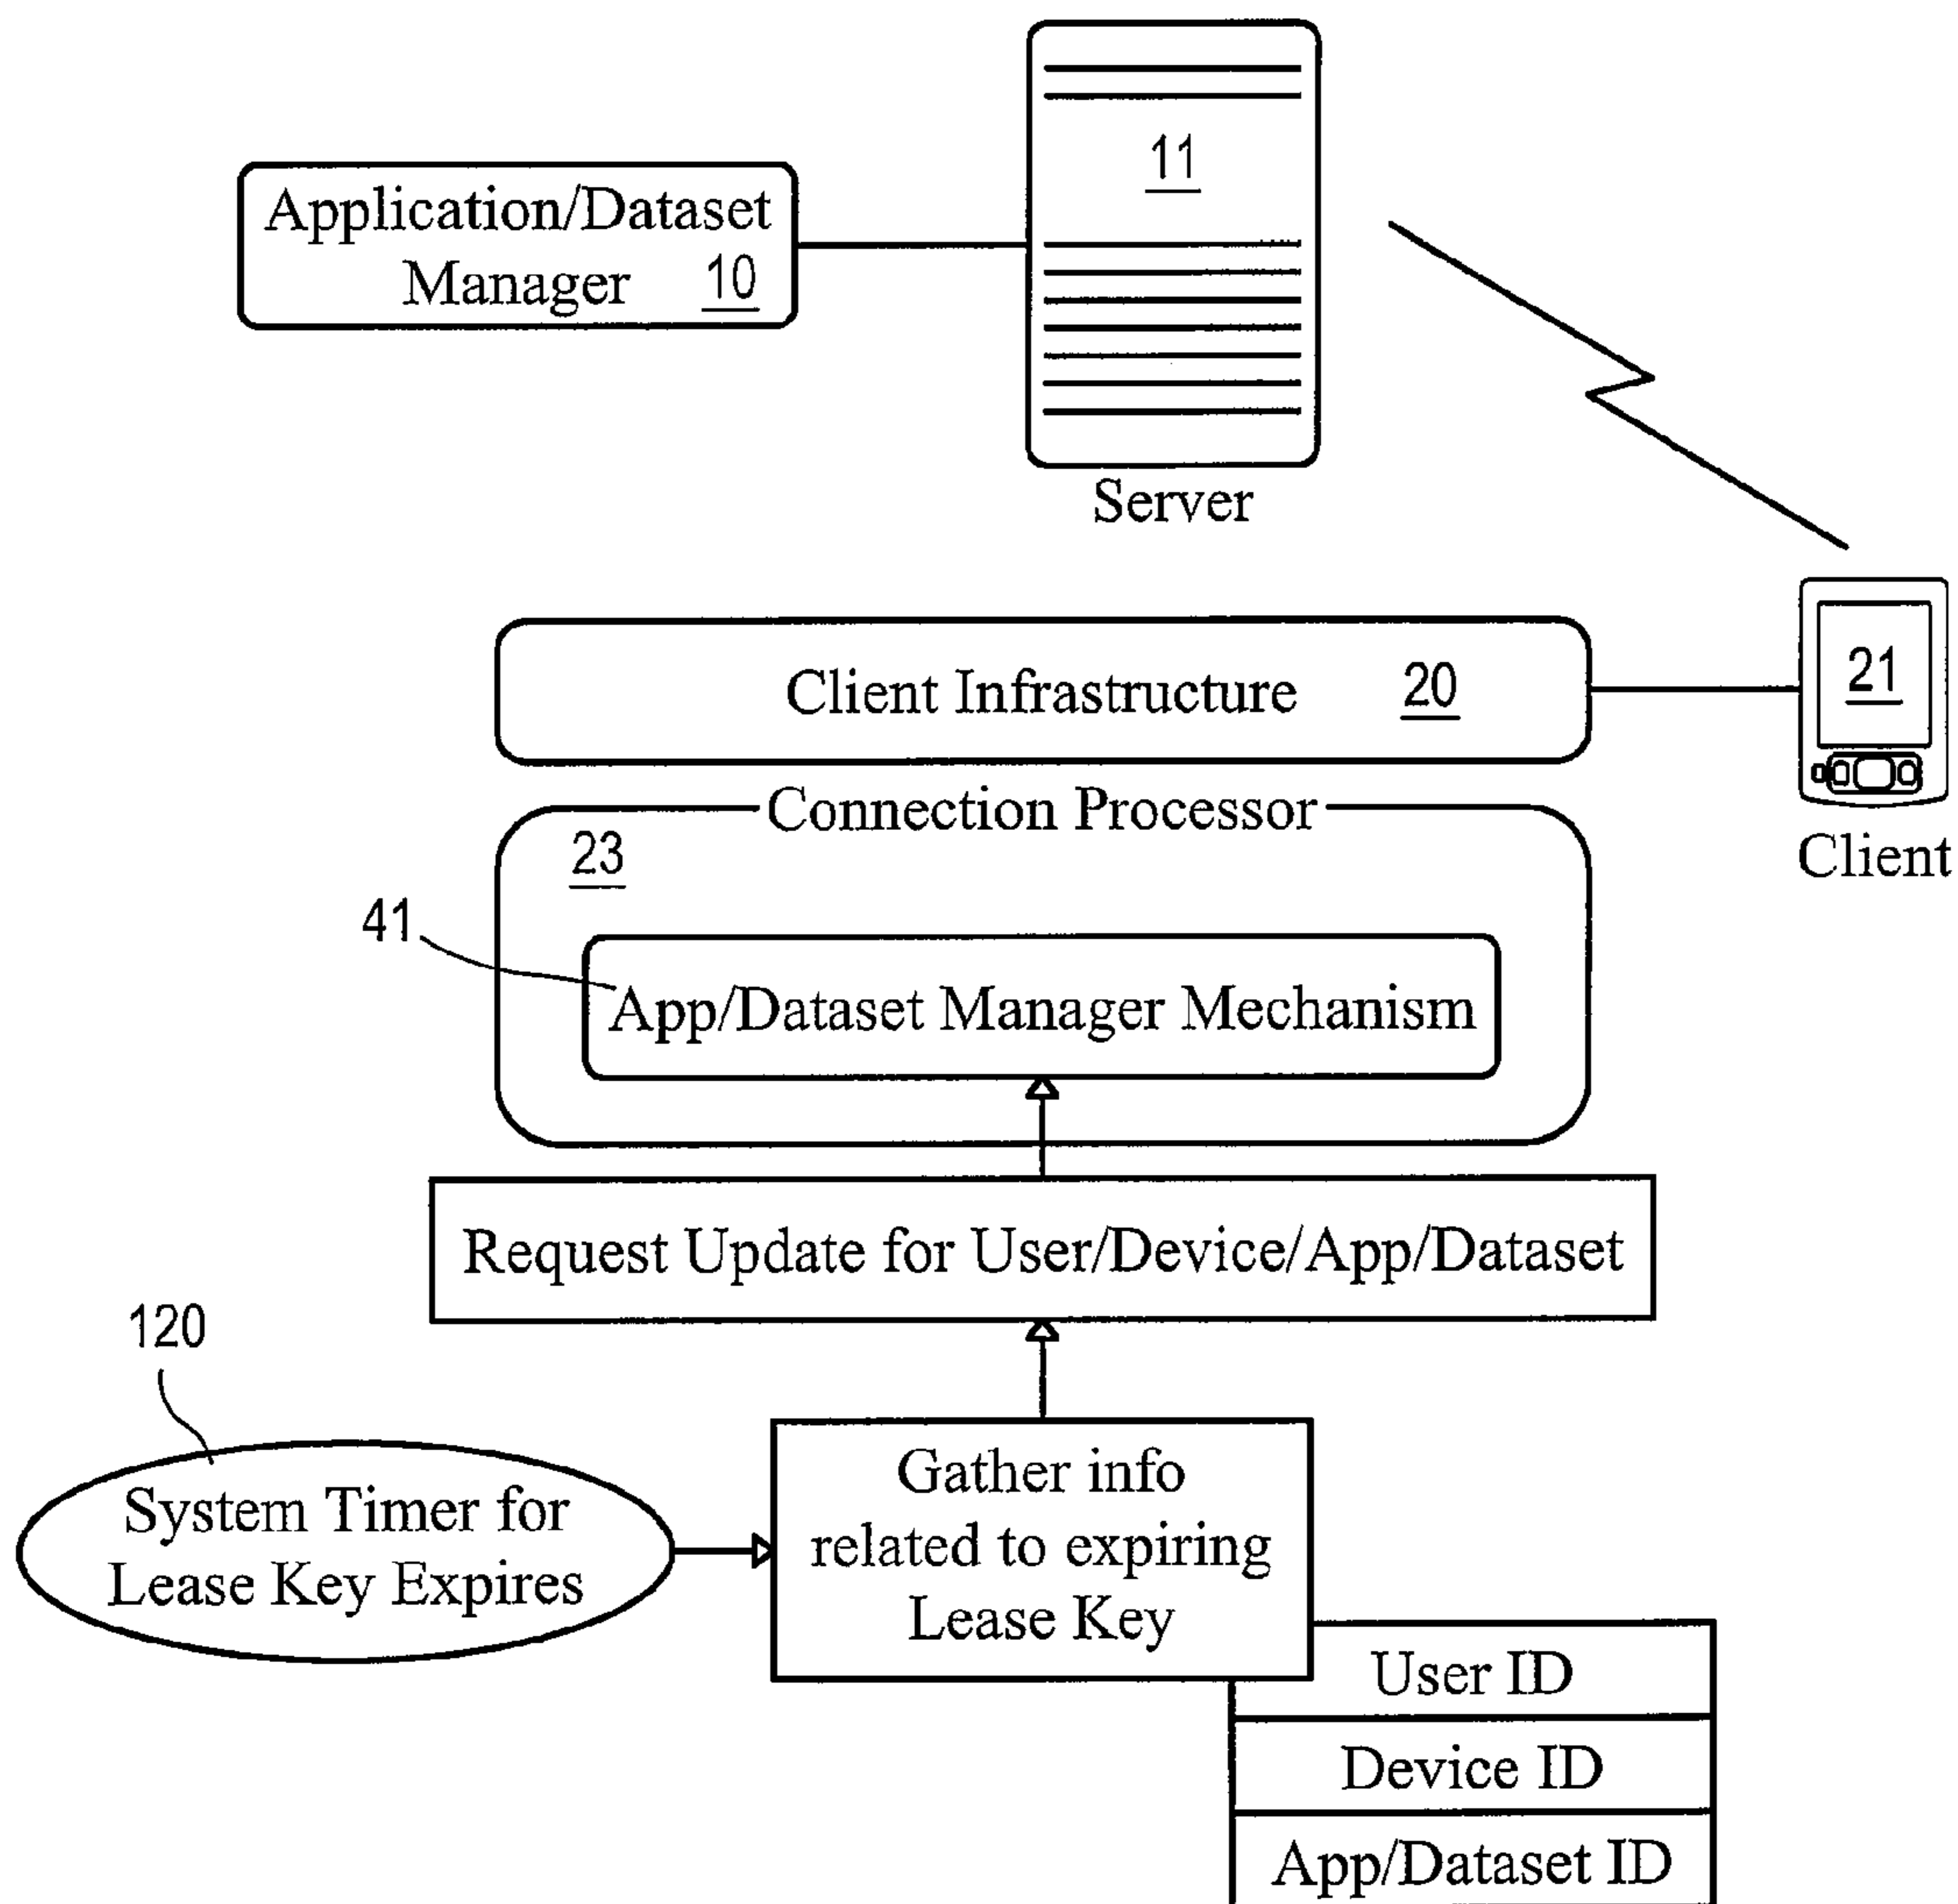 11
Application/Dataset
Manager 10
Server
Client Infrastructure 20
21
Connection Processor
23
Client
41
App/Dataset Manager Mechanism
Request Update for User/Device/App/Dataset
120
System Timer for
Lease Key Expires
Gather info
related to expiring
Lease Key
User ID
Device ID
App/Dataset ID